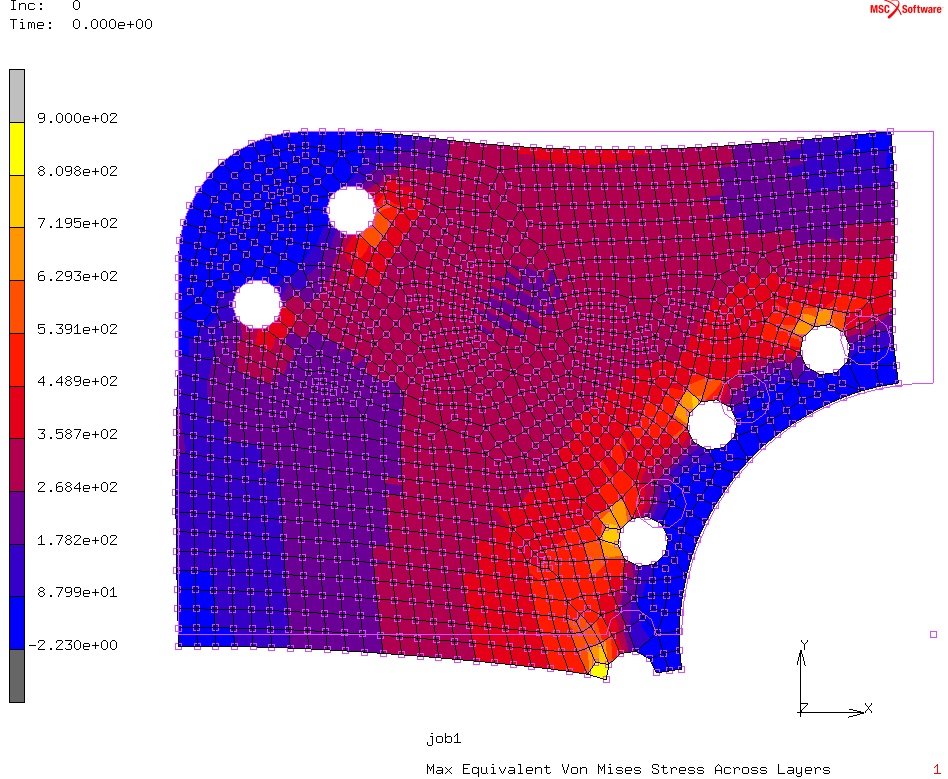 Inc: 0
Time: 0.000e+00
MSC Software
9.000e+02
8.098e+02
7.195e+02
6.293e+02
5.391e+02
4.489e+02
3.587e+02
2.684e+02
1.782e+02
8.799e+01
-2.230e+00
Y
Z X
job1
Max Equivalent Von Mises Stress Across Layers
1